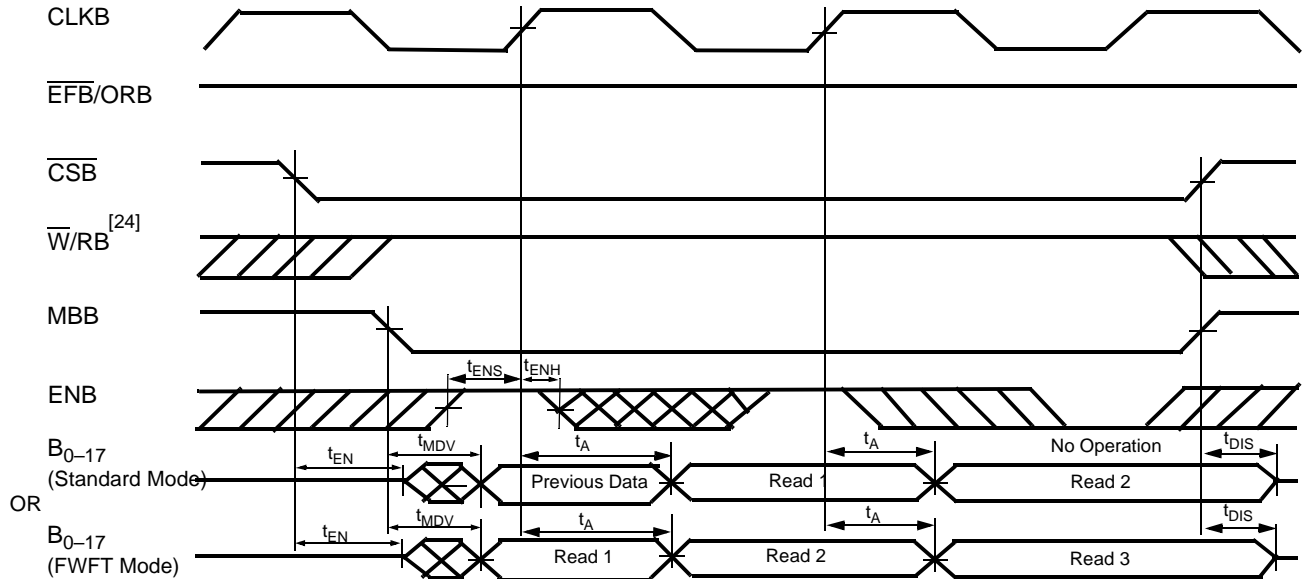 CLKB
EFB/ORB
CSB
W/RB[24]
MBB
tENS tENH
ENB
tMDV tA tA No Operation tDIS
B0–17
(Standard Mode)
tEN Previous Data Read 1 Read 2
OR
tMDV tA tA tDIS
B0–17
(FWFT Mode)
tEN Read 1 Read 2 Read 3